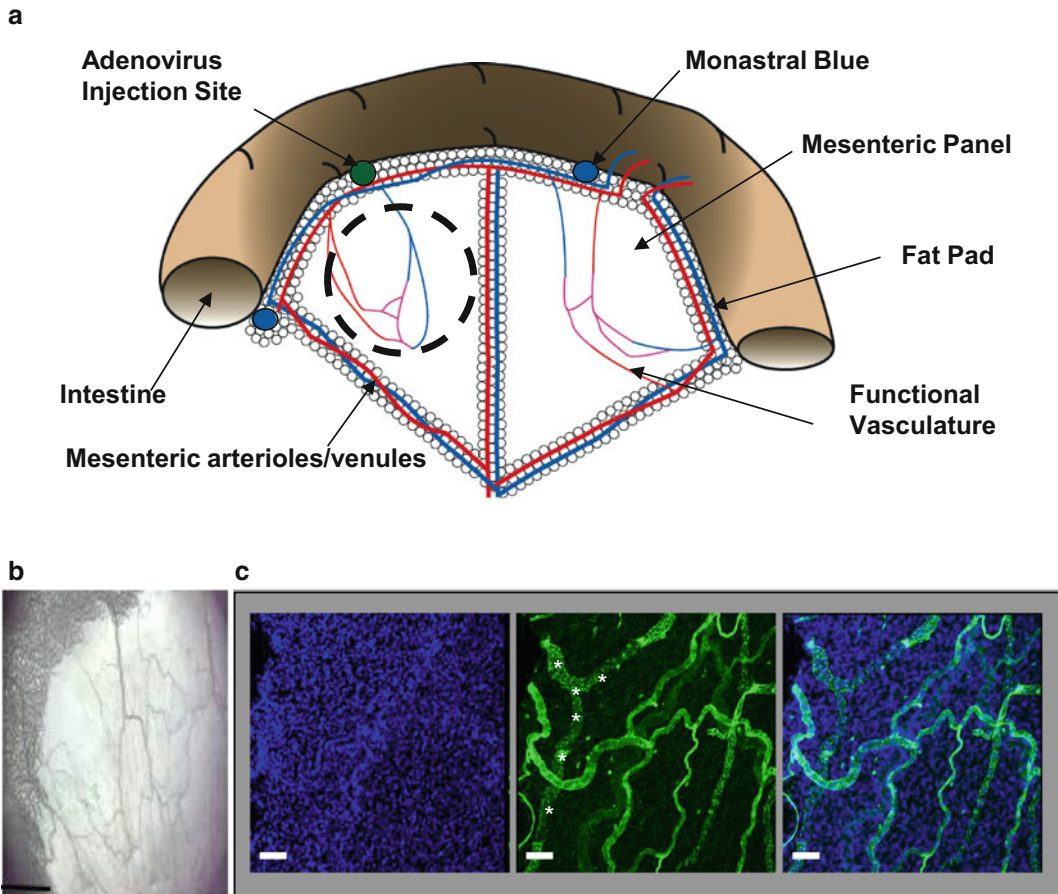 a
Adenovirus
Injection Site
Monastral Blue
Mesenteric Panel
Fat Pad
Intestine
Functional
Vasculature
Mesenteric arterioles/venules
b
c
* * * * * *